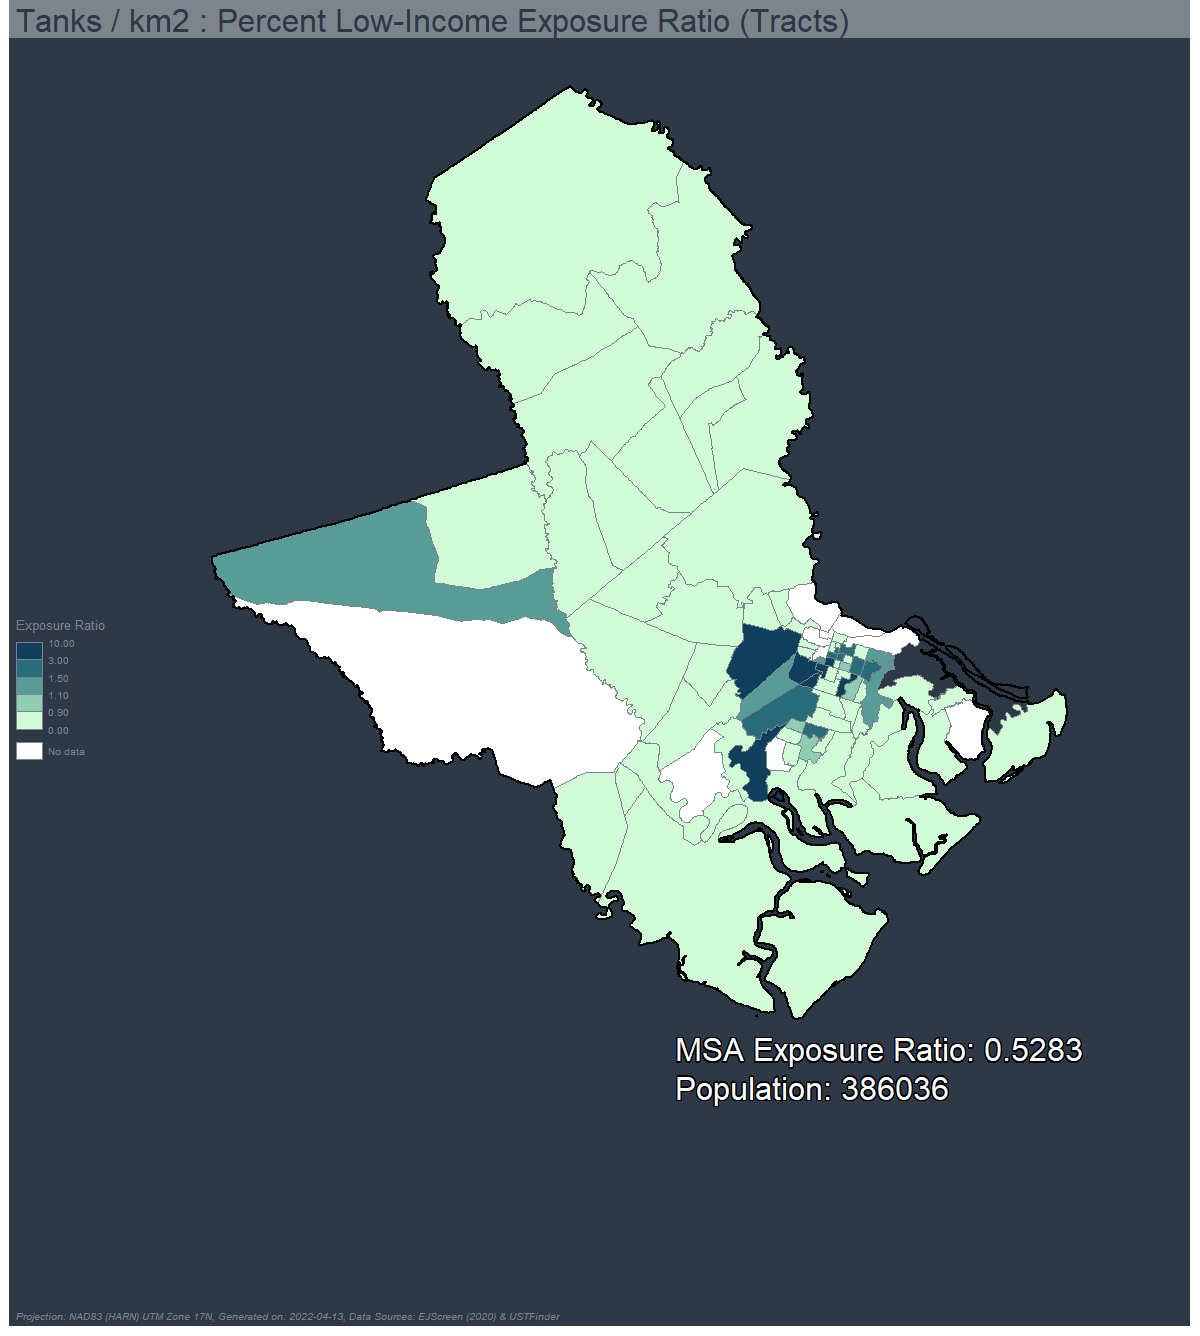 Tanks / km2 : Percent Low-Income Exposure Ratio (Tracts)
Exposure Ratio
10.00
3.00
1.50
1.10
0.90
0.00
No data
MSA Exposure Ratio: 0.5283
Population: 386036
Projection: NAD83 (HARN) UTM Zone 17N, Generated on: 2022-04-13, Data Sources: EJScreen (2020) & USTFinder